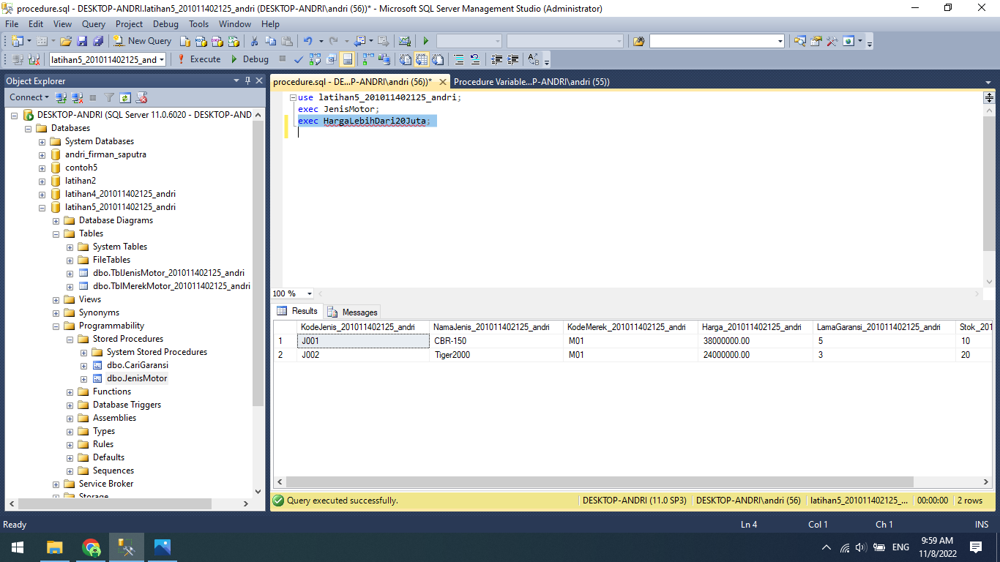 procedure.sql - DESKTOP-ANDRI.latihan5_201011402125_andri (DESKTOP-ANDRI\andri (56))* - Microsoft SQL Server Management Studio (Administrator)
File Edit View Query Project Debug Tools Window Help
New Query
latihan5_201011402125_and Execute Debug
Object Explorer
Connect
DESKTOP-ANDRI (SQL Server 11.0.6020 - DESKTOP-AND
Databases
System Databases
andri_firman_saputra
contoh5
latihan2
latihan4_201011402125_andri
latihan5_201011402125_andri
Database Diagrams
Tables
System Tables
FileTables
dbo.TblJenisMotor_201011402125_andri
dbo.TblMerekMotor_201011402125_andri
Views
Synonyms
Programmability
Stored Procedures
System Stored Procedures
dbo.CariGaransi
dbo.JenisMotor
Functions
Database Triggers
Assemblies
Types
Rules
Defaults
Sequences
Service Broker
Storage
procedure.sql - DE...P-ANDRI\andri (56))* Procedure Variable...P-ANDRI\andri (55))
use latihan5_201011402125_andri;
exec JenisMotor;
exec HargaLebihDari20Juta;
100 %
Results Messages
KodeJenis_201011402125_andri NamaJenis_201011402125_andri KodeMerek_201011402125_andri Harga_201011402125_andri LamaGaransi_201011402125_andri Stok_201
1 J001 CBR-150 M01 38000000.00 5 10
2 J002 Tiger2000 M01 24000000.00 3 20
Query executed successfully. DESKTOP-ANDRI (11.0 SP3) DESKTOP-ANDRI\andri (56) latihan5_201011402125_... 00:00:00 2 rows
Ready Ln 4 Col 1 Ch 1 INS
ENG 9:59 AM
11/8/2022